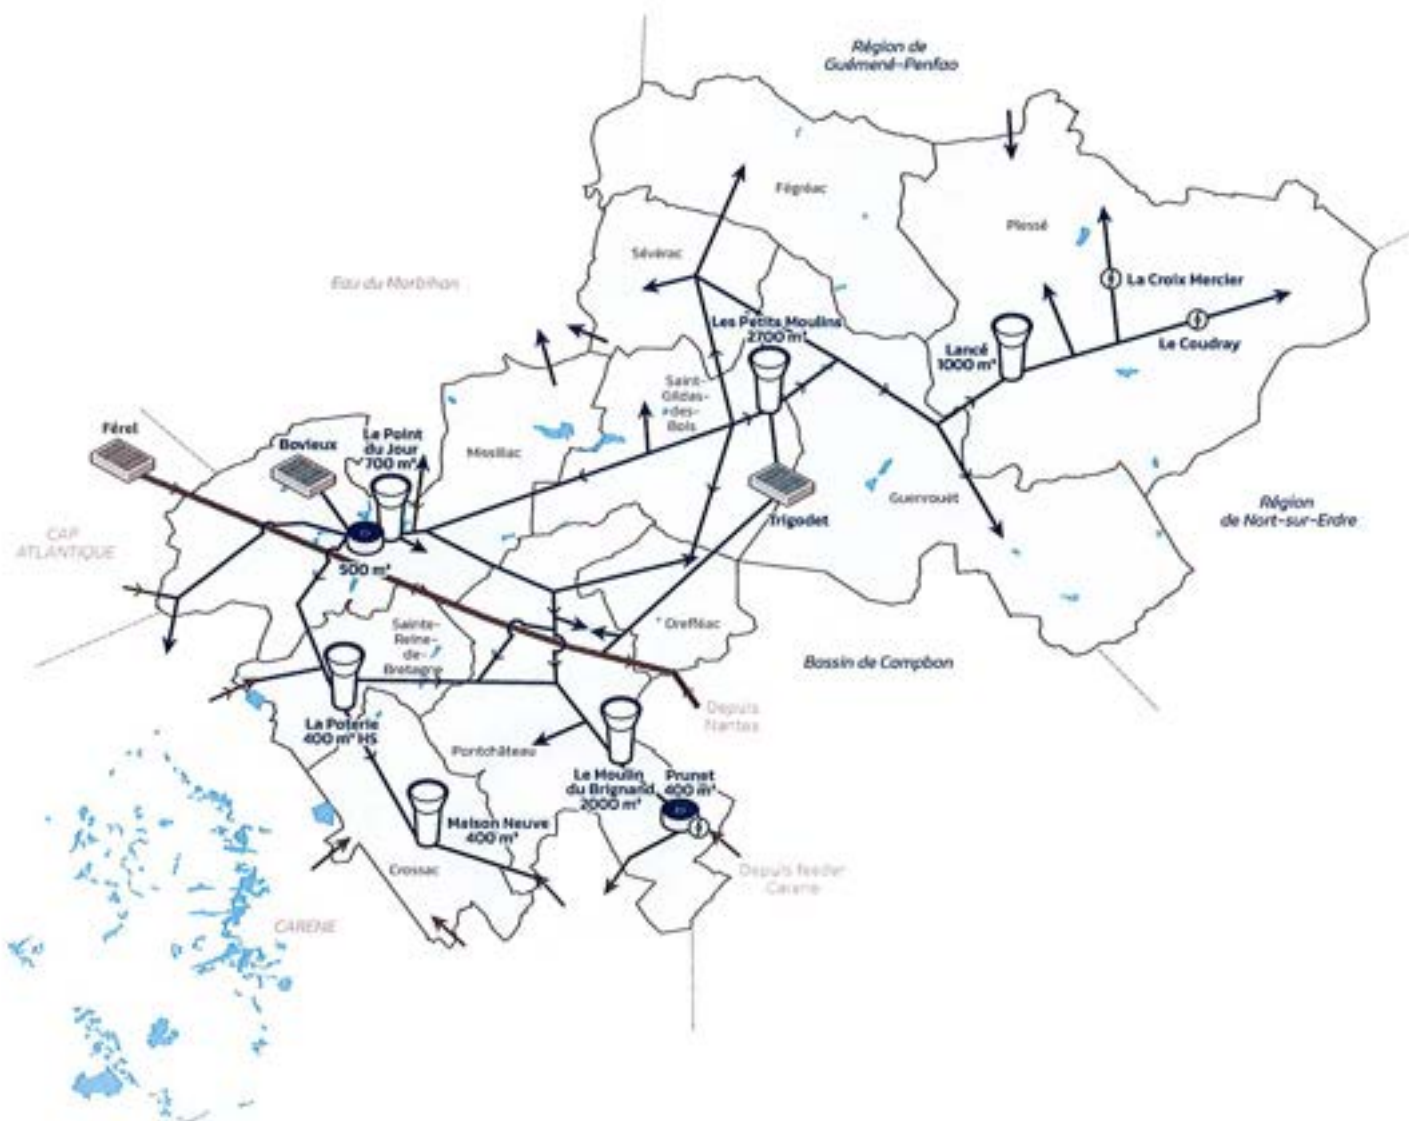 Région de
Guémené-Penfao
Fégréac
Plessé
Sévérac
Eau du Morbihan
La Croix Mercier
Les Petits Moulins
2700 m³
Le Coudray
Lancé
1000 m³
Saint-
Gildas-
des-
Bois
Férel
Bovieux
Le Point
du Jour
700 m³
Missillac
Guenrouët
Région
de Nort-sur-Erdre
Trigodet
CAP
ATLANTIQUE
500 m³
Sainte-
Reine-
de-
Bretagne
Drefféac
Bassin de Campbon
Depuis
Nantes
La Poterie
400 m³ HS
Pontchâteau
Le Moulin
du Brignand
2000 m³
Prunet
400 m³
Maison Neuve
400 m³
Crossac
Depuis feeder
Carene
CARENE